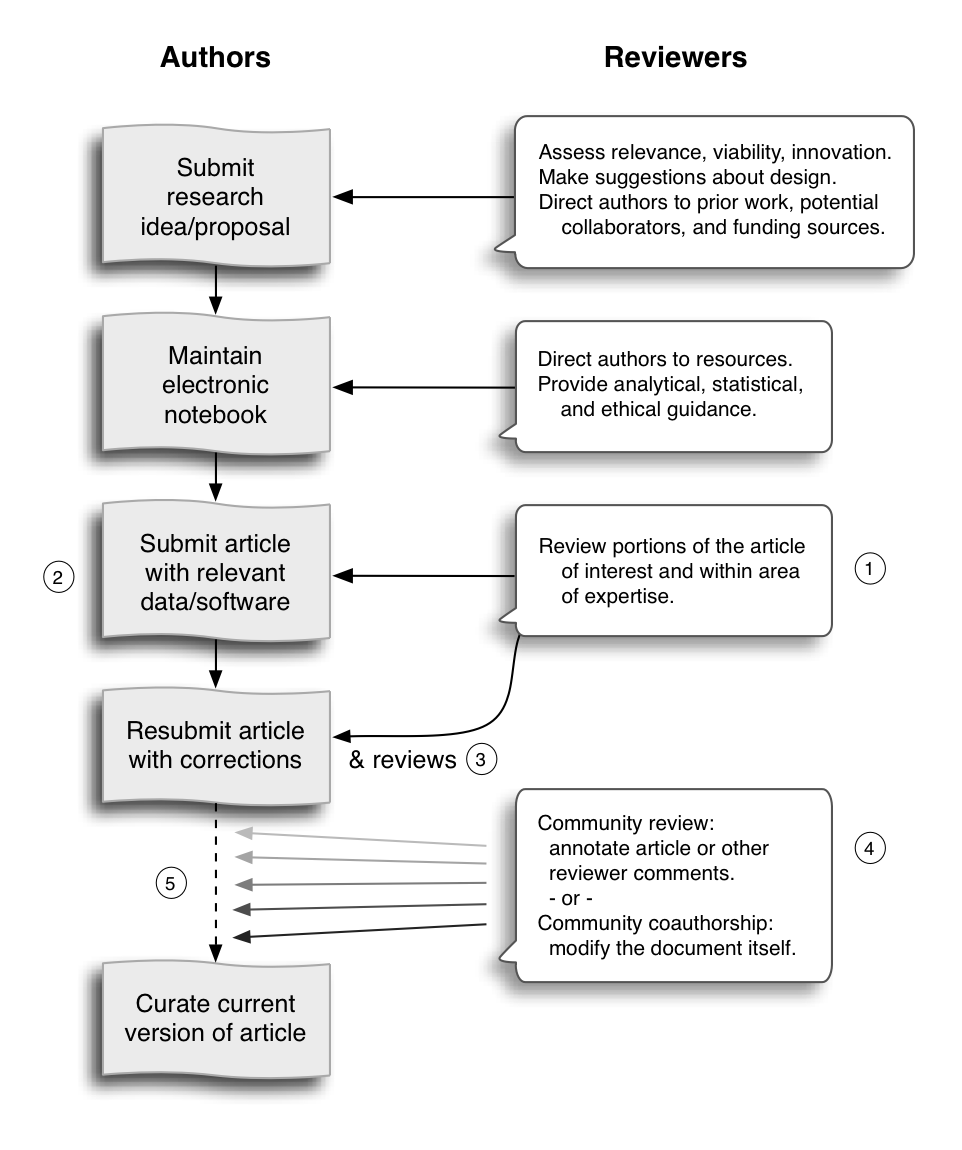 Authors
Reviewers
Submit
research
idea/proposal
Assess relevance, viability, innovation.
Make suggestions about design.
Direct authors to prior work, potential
collaborators, and funding sources.
Maintain
electronic
notebook
Direct authors to resources.
Provide analytical, statistical,
and ethical guidance.
2
Submit article
with relevant
data/software
Review portions of the article
of interest and within area
of expertise.
1
Resubmit article
with corrections
& reviews 3
Community review:
annotate article or other
reviewer comments.
- or -
Community coauthorship:
modify the document itself.
4
5
Curate current
version of article